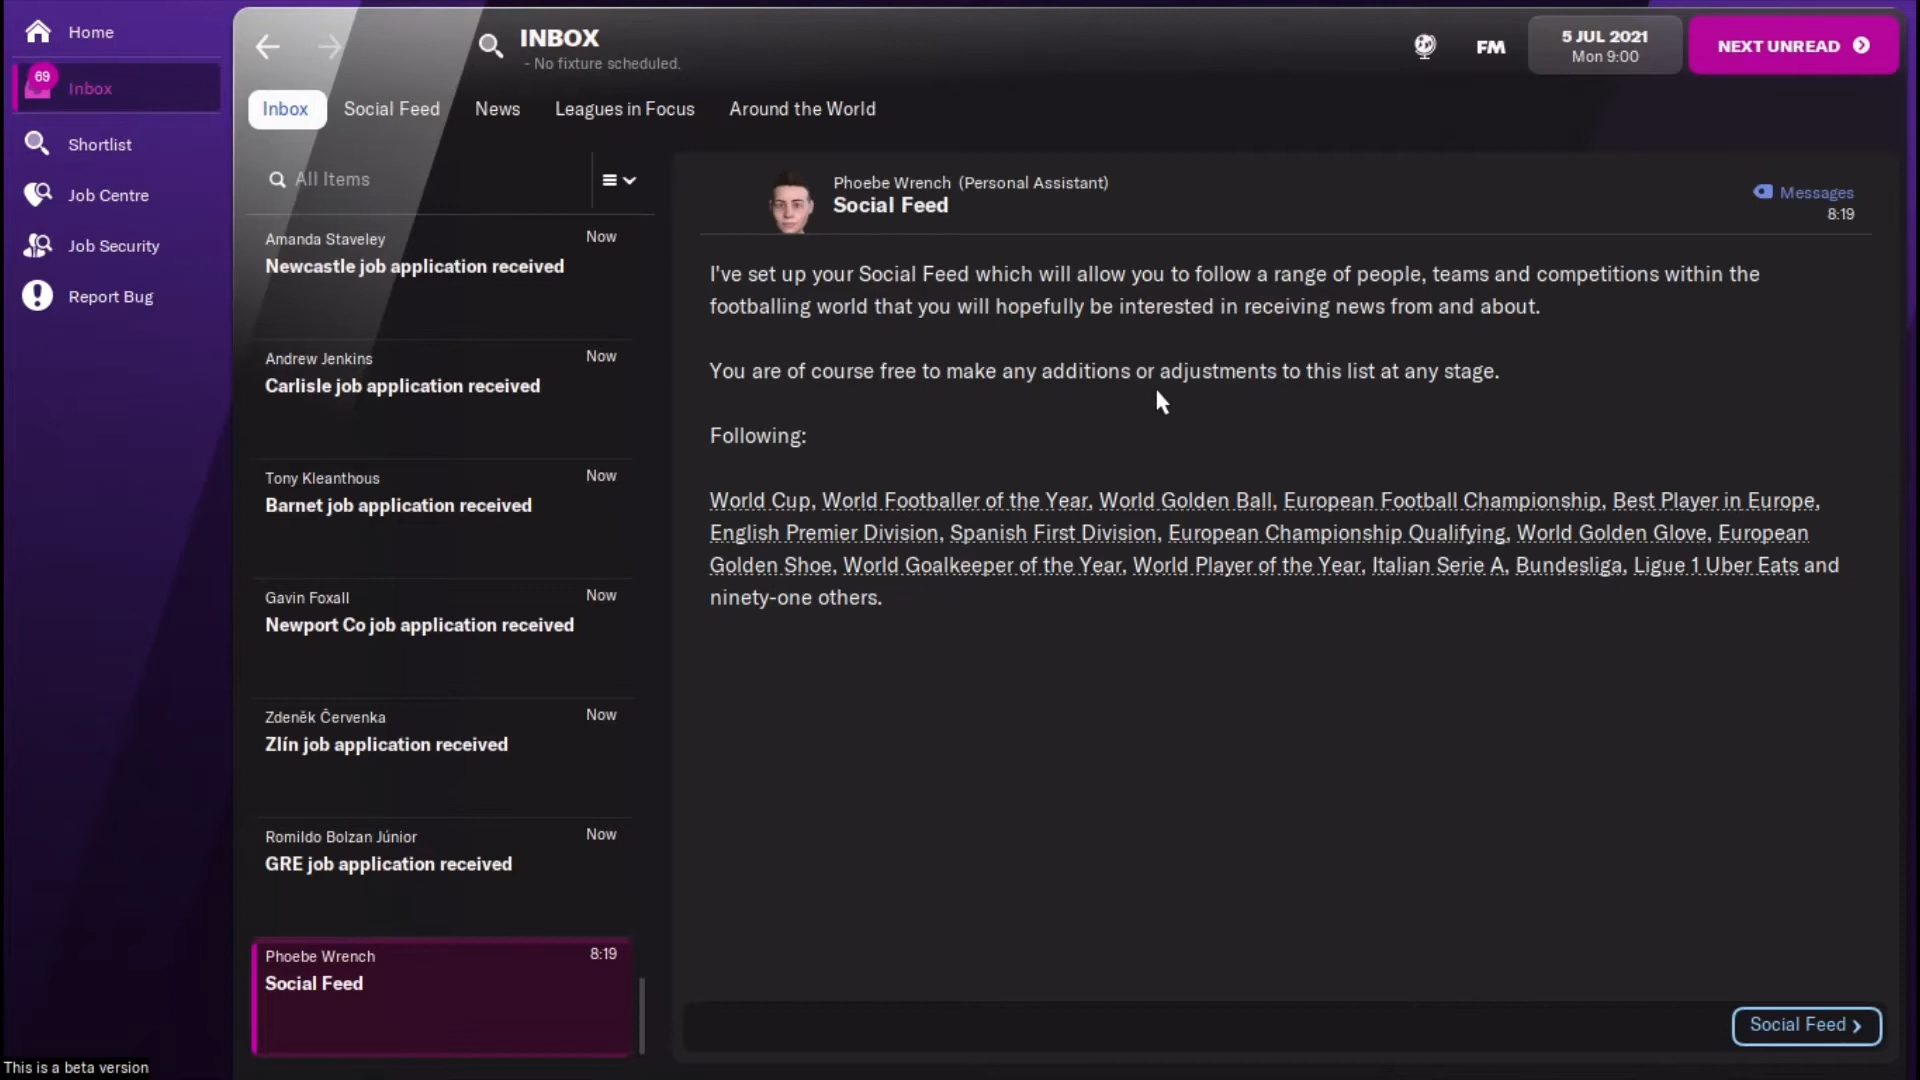 Home
69
Inbox
Shortlist
Job Centre
Job Security
Report Bug
This is a beta version
INBOX
- No fixture scheduled.
FM
5 JUL 2021
Mon 9:00
NEXT UNREAD
Inbox
Social Feed
News
Leagues in Focus
Around the World
All Items
Amanda Staveley
Now
Newcastle job application received
Andrew Jenkins
Now
Carlisle job application received
Tony Kleanthous
Now
Barnet job application received
Gavin Foxall
Now
Newport Co job application received
Zdeněk Červenka
Now
Zlín job application received
Romildo Bolzan Júnior
Now
GRE job application received
Phoebe Wrench
8:19
Social Feed
Phoebe Wrench (Personal Assistant)
Social Feed
Messages
8:19
I've set up your Social Feed which will allow you to follow a range of people, teams and competitions within the
footballing world that you will hopefully be interested in receiving news from and about.
You are of course free to make any additions or adjustments to this list at any stage.
Following:
World Cup, World Footballer of the Year, World Golden Ball, European Football Championship, Best Player in Europe,
English Premier Division, Spanish First Division, European Championship Qualifying, World Golden Glove, European
Golden Shoe, World Goalkeeper of the Year, World Player of the Year, Italian Serie A, Bundesliga, Ligue 1 Uber Eats and
ninety-one others.
Social Feed